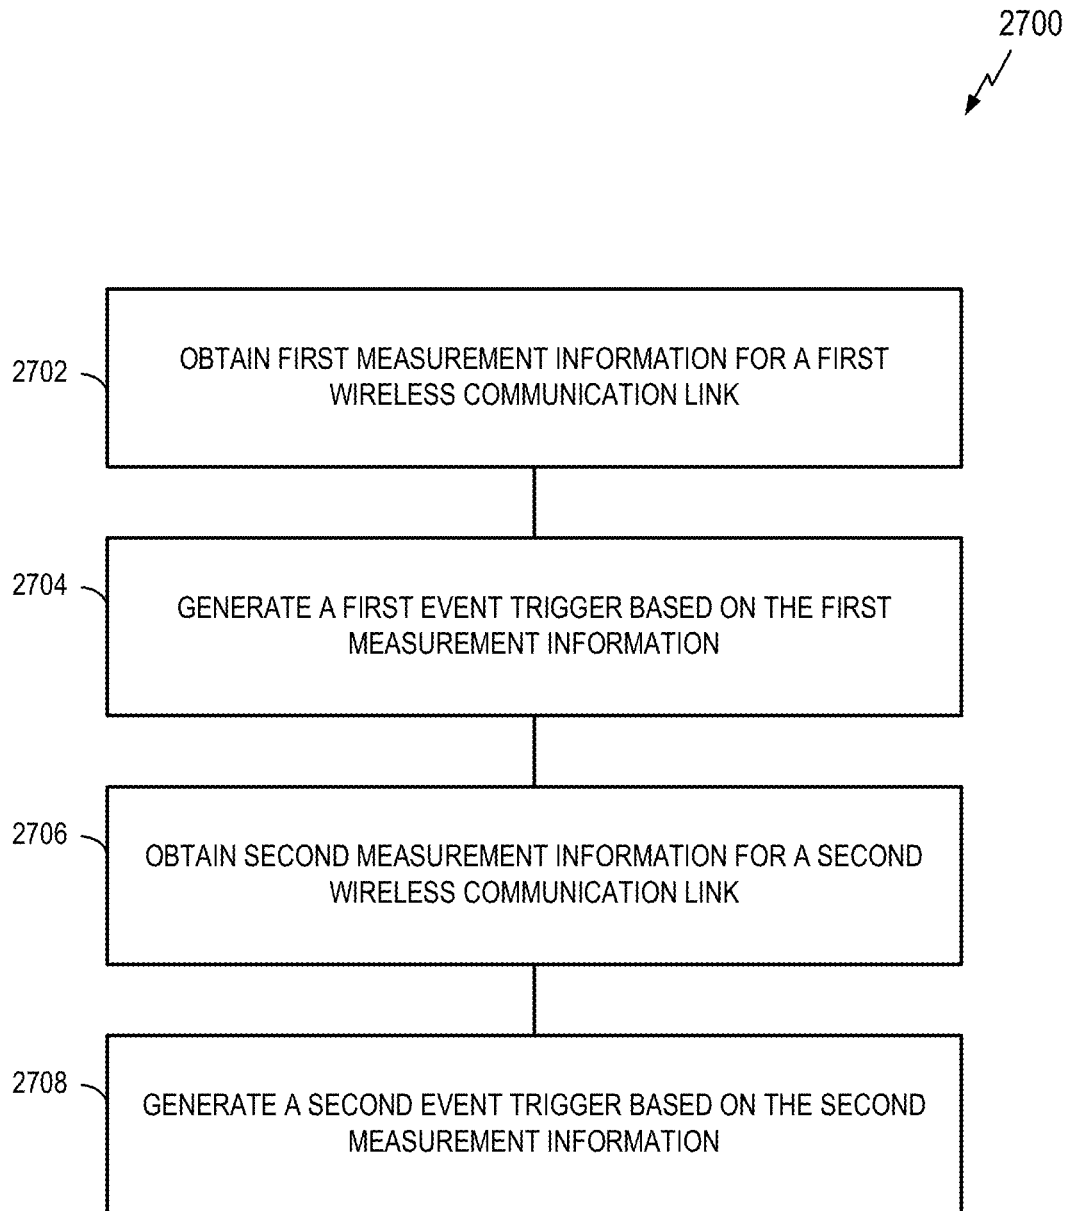 2700
2702
OBTAIN FIRST MEASUREMENT INFORMATION FOR A FIRST
WIRELESS COMMUNICATION LINK
2704
GENERATE A FIRST EVENT TRIGGER BASED ON THE FIRST
MEASUREMENT INFORMATION
2706
OBTAIN SECOND MEASUREMENT INFORMATION FOR A SECOND
WIRELESS COMMUNICATION LINK
2708
GENERATE A SECOND EVENT TRIGGER BASED ON THE SECOND
MEASUREMENT INFORMATION